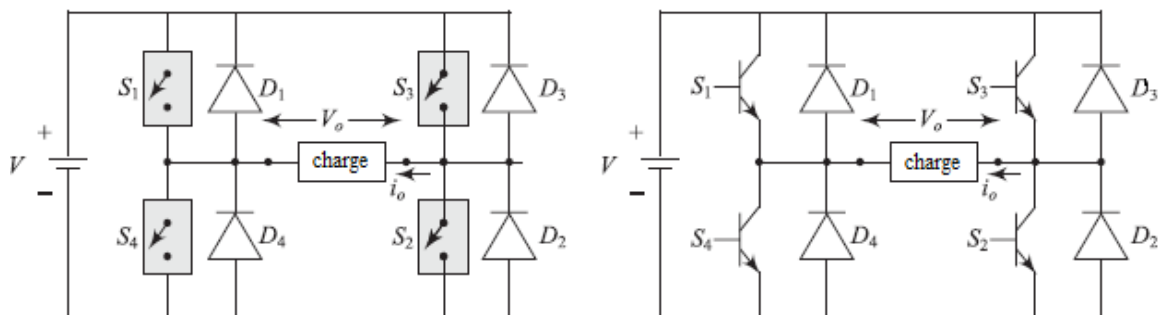 S1
D1
S3
D3
Vo
+
V
−
charge
io
S4
D4
S2
D2
S1
D1
S3
D3
Vo
+
V
−
charge
io
S4
D4
S2
D2